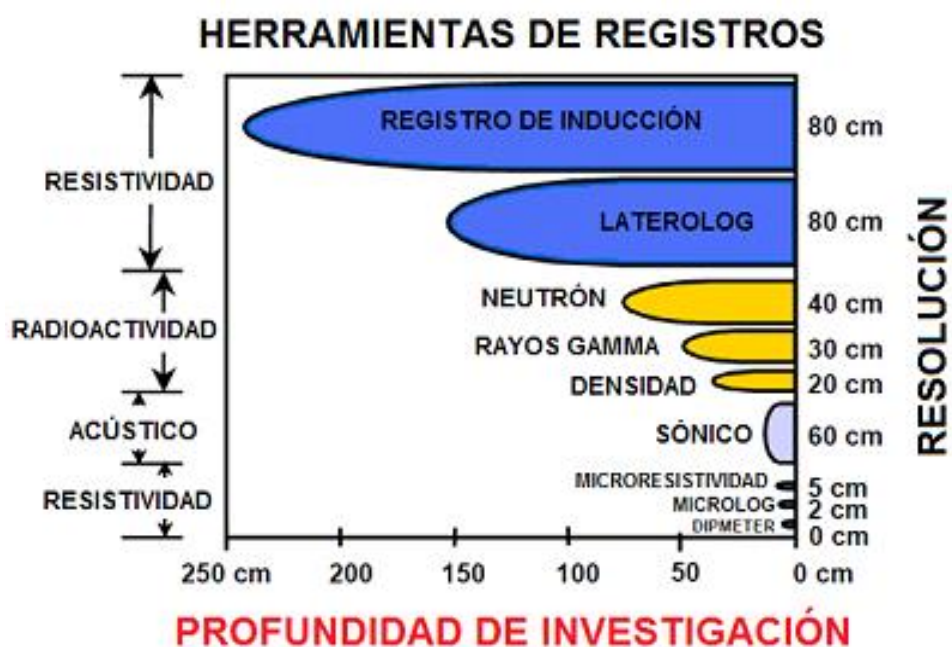 HERRAMIENTAS DE REGISTROS
RESISTIVIDAD
RADIOACTIVIDAD
ACÚSTICO
RESISTIVIDAD
REGISTRO DE INDUCCIÓN
80 cm
LATEROLOG
80 cm
NEUTRÓN
40 cm
RAYOS GAMMA
30 cm
DENSIDAD
20 cm
SÓNICO
60 cm
MICRORESISTIVIDAD
5 cm
MICROLOG
2 cm
DIPMETER
0 cm
RESOLUCIÓN
250 cm 200 150 100 50 0 cm
PROFUNDIDAD DE INVESTIGACIÓN